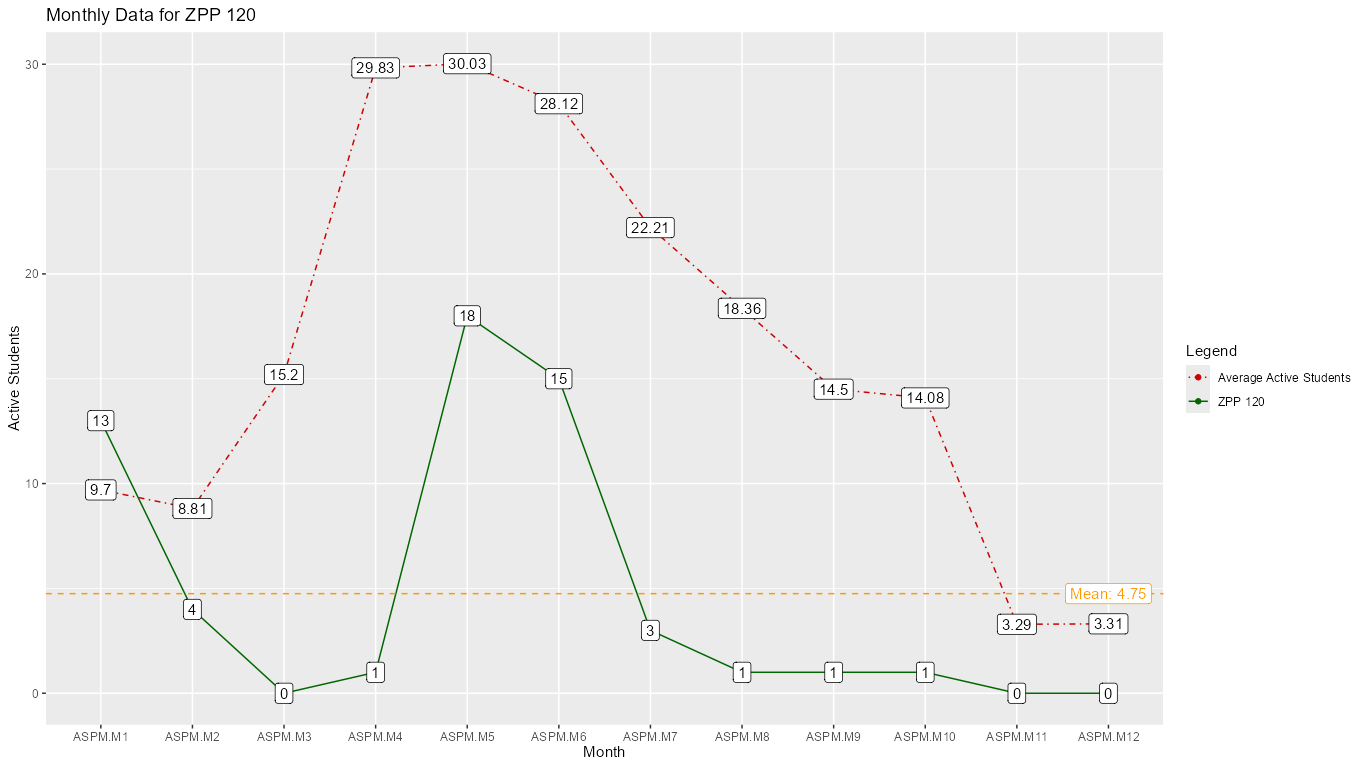 Monthly Data for ZPP 120
Active Students
30
20
10
0
29.83
30.03
28.12
22.21
18.36
18
15.2
15
14.5
14.08
13
9.7
8.81
Mean: 4.75
4
3.29
3.31
3
1
1
1
1
0
0
0
ASPM.M1
ASPM.M2
ASPM.M3
ASPM.M4
ASPM.M5
ASPM.M6
ASPM.M7
ASPM.M8
ASPM.M9
ASPM.M10
ASPM.M11
ASPM.M12
Month
Legend
Average Active Students
ZPP 120